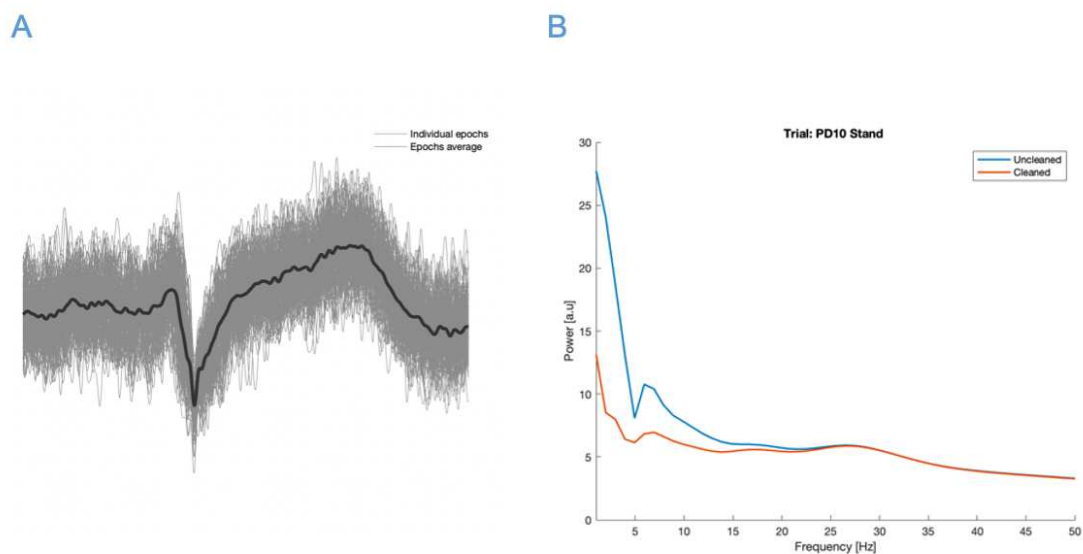 A
Individual epochs
Epochs average
B
Trial: PD10 Stand
Uncleaned
Cleaned
Power [a.u]
30
25
20
15
10
5
0
5 10 15 20 25 30 35 40 45 50
Frequency [Hz]